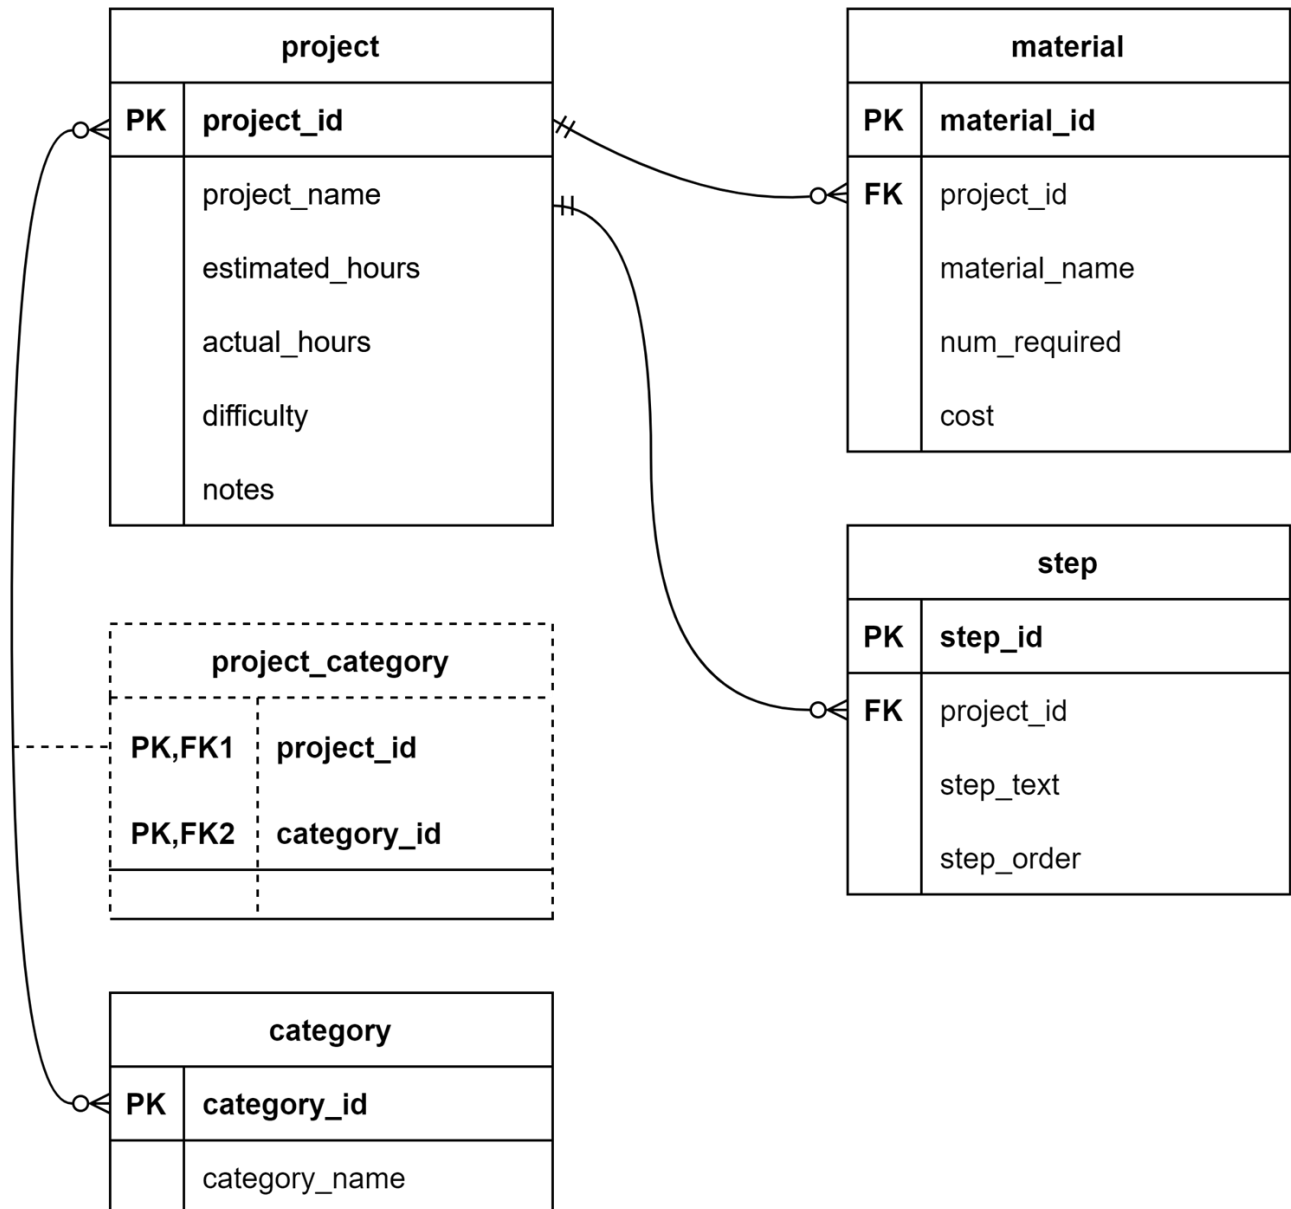 project
PK project_id
project_name
estimated_hours
actual_hours
difficulty
notes
material
PK material_id
FK project_id
material_name
num_required
cost
project_category
PK,FK1 project_id
PK,FK2 category_id
step
PK step_id
FK project_id
step_text
step_order
category
PK category_id
category_name